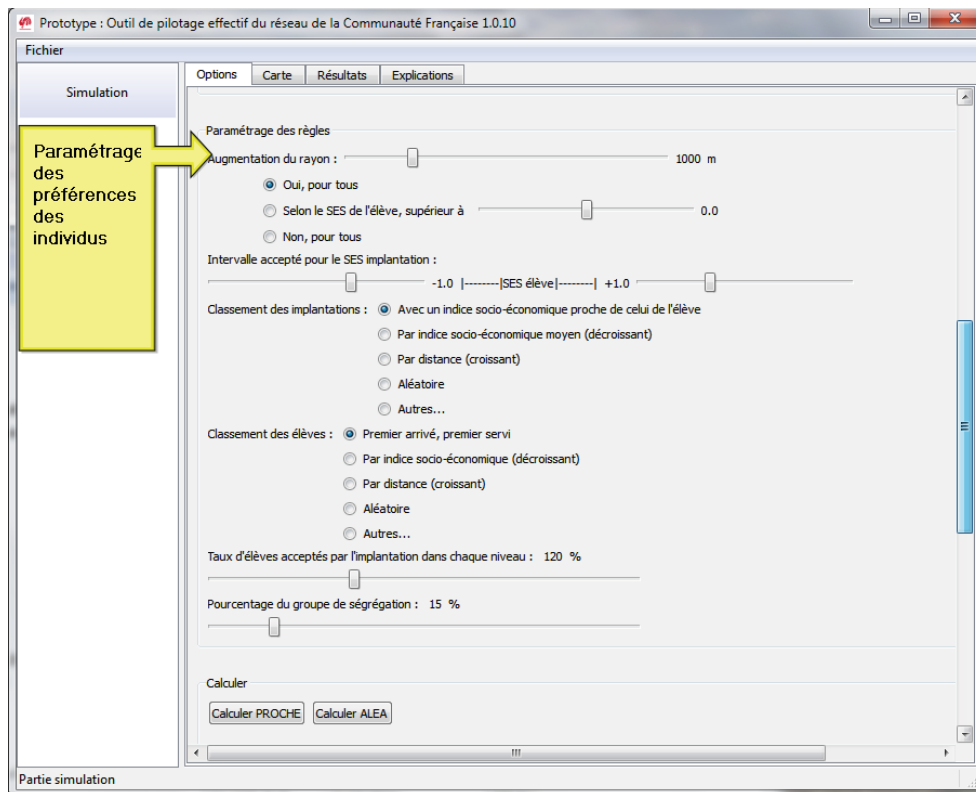 Prototype : Outil de pilotage effectif du réseau de la Communauté Française 1.0.10
Fichier
Simulation
Options Carte Résultats Explications
Paramétrage
des
préférences
des
individus
Paramétrage des règles
Augmentation du rayon : 1000 m
Oui, pour tous
Selon le SES de l'élève, supérieur à 0.0
Non, pour tous
Intervalle accepté pour le SES implantation :
-1.0 |--------|SES élève|--------| +1.0
Classement des implantations : Avec un indice socio-économique proche de celui de l'élève
Par indice socio-économique moyen (décroissant)
Par distance (croissant)
Aléatoire
Autres...
Classement des élèves : Premier arrivé, premier servi
Par indice socio-économique (décroissant)
Par distance (croissant)
Aléatoire
Autres...
Taux d'élèves acceptés par l'implantation dans chaque niveau : 120 %
Pourcentage du groupe de ségrégation : 15 %
Calculer
Calculer PROCHE Calculer ALEA
Partie simulation